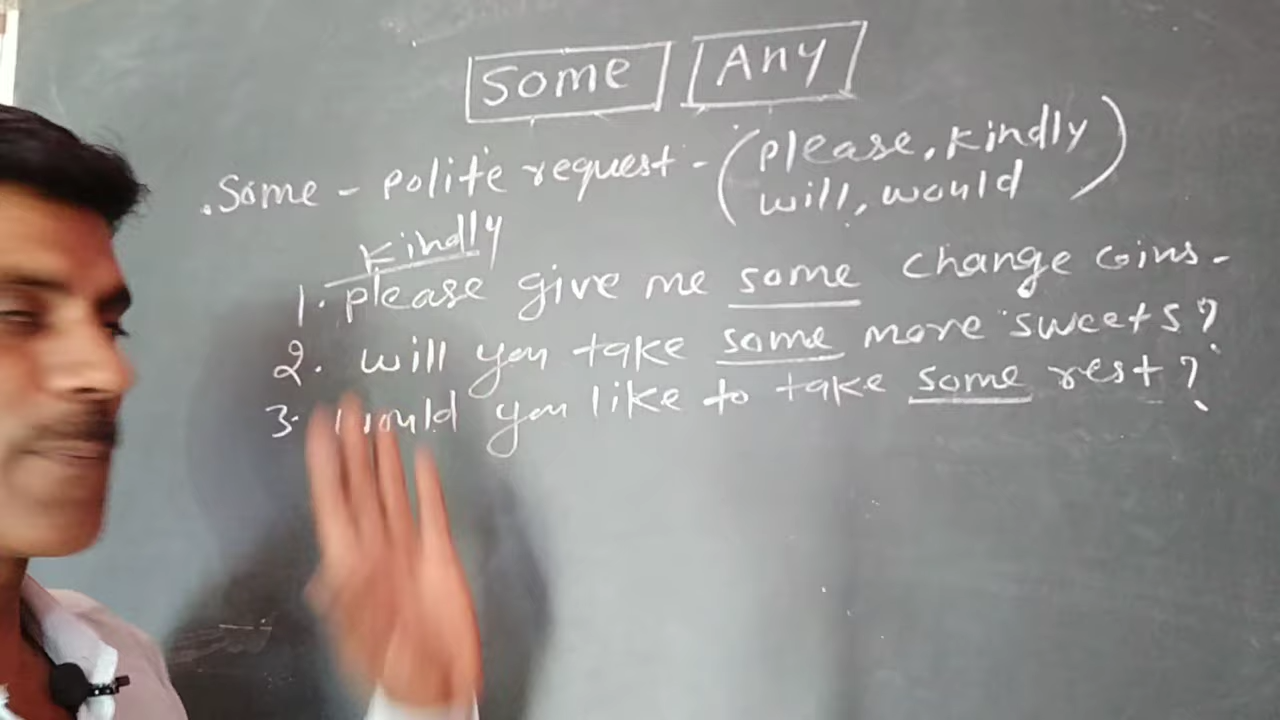 Some Any
.Some - polite request - (please, kindly
will, would)
kindly
1. please give me some change coins -
2. will you take some more sweets?
3. would you like to take some rest?